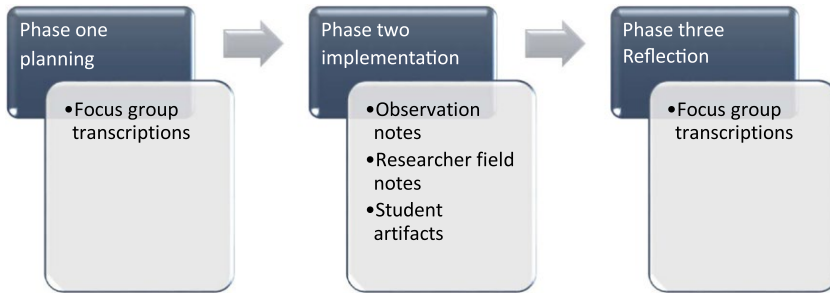 Phase one
planning
•Focus group
transcriptions
Phase two
implementation
•Observation
notes
•Researcher field
notes
•Student
artifacts
Phase three
Reflection
•Focus group
transcriptions